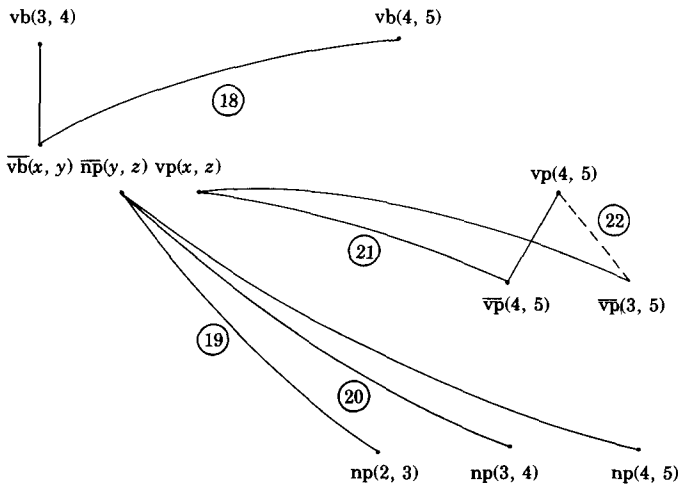 vb(3, 4) vb(4, 5)
18
v̅b̅(x, y) n̅p̅(y, z) vp(x, z) vp(4, 5)
22
21
v̅p̅(4, 5) v̅p̅(3, 5)
19
20
np(2, 3) np(3, 4) np(4, 5)